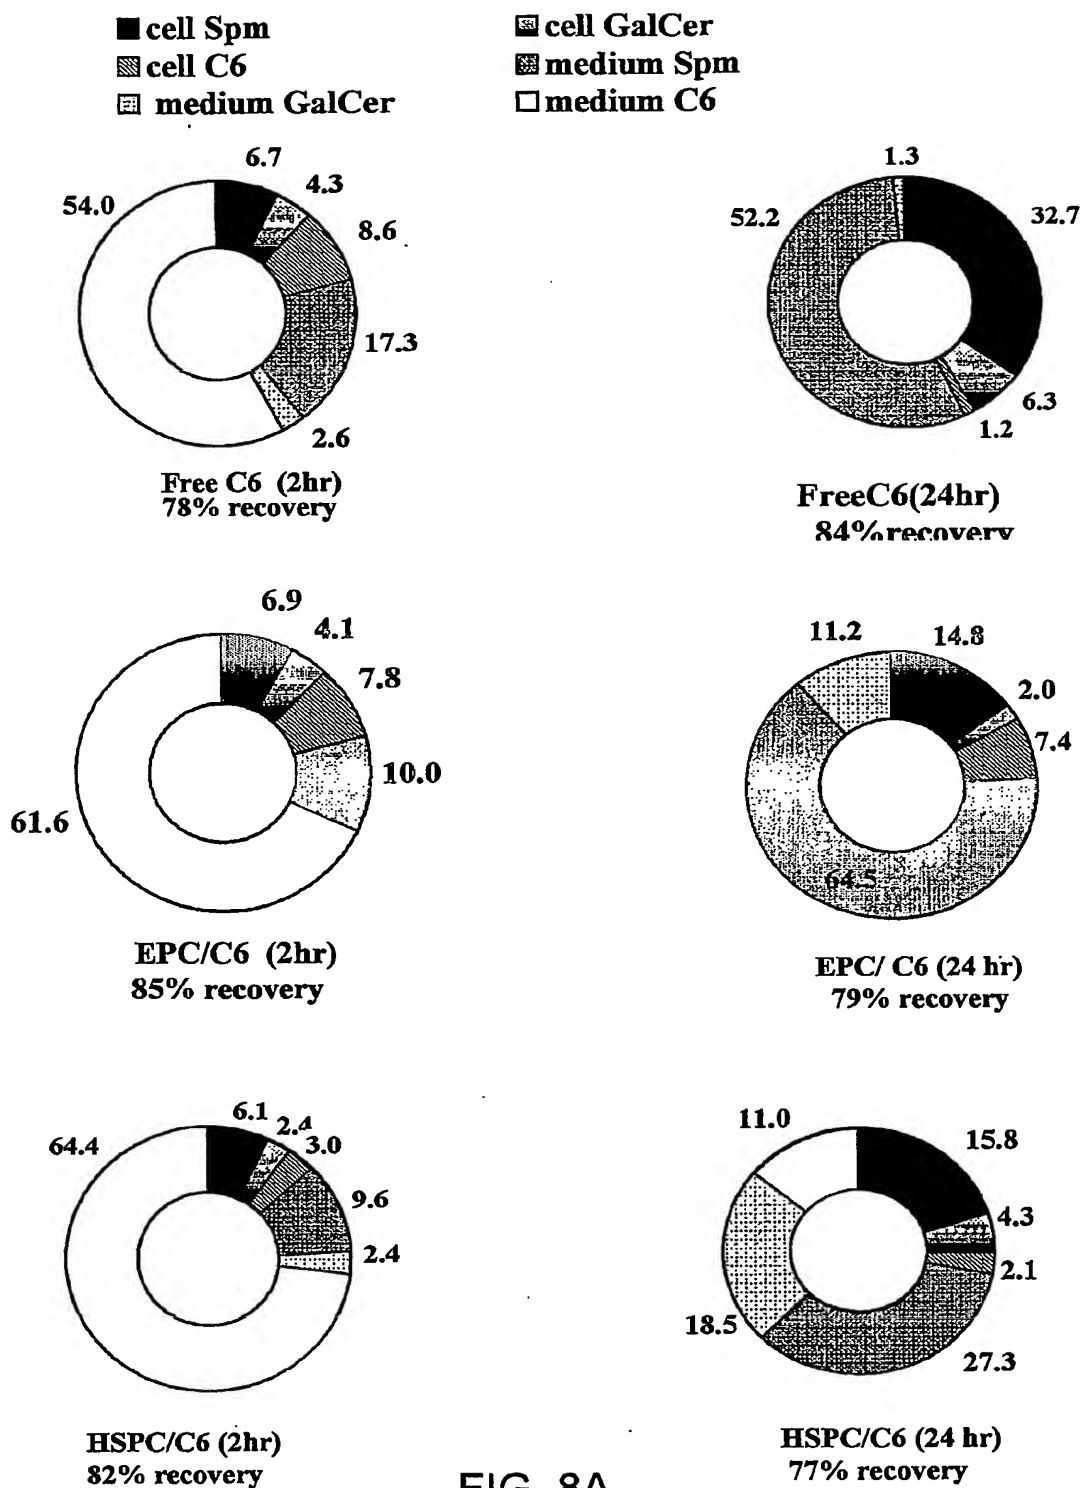 cell Spm
cell GalCer
cell C6
medium Spm
medium GalCer
medium C6
6.7
4.3
54.0
8.6
17.3
2.6
Free C6 (2hr)
78% recovery
1.3
52.2
32.7
6.3
1.2
FreeC6(24hr)
84%recovery
6.9
4.1
7.8
10.0
61.6
EPC/C6 (2hr)
85% recovery
11.2
14.8
2.0
7.4
64.5
EPC/ C6 (24 hr)
79% recovery
6.1
2.4
64.4
3.0
9.6
2.4
HSPC/C6 (2hr)
82% recovery
11.0
15.8
4.3
2.1
18.5
27.3
HSPC/C6 (24 hr)
77% recovery
FIG. 8A